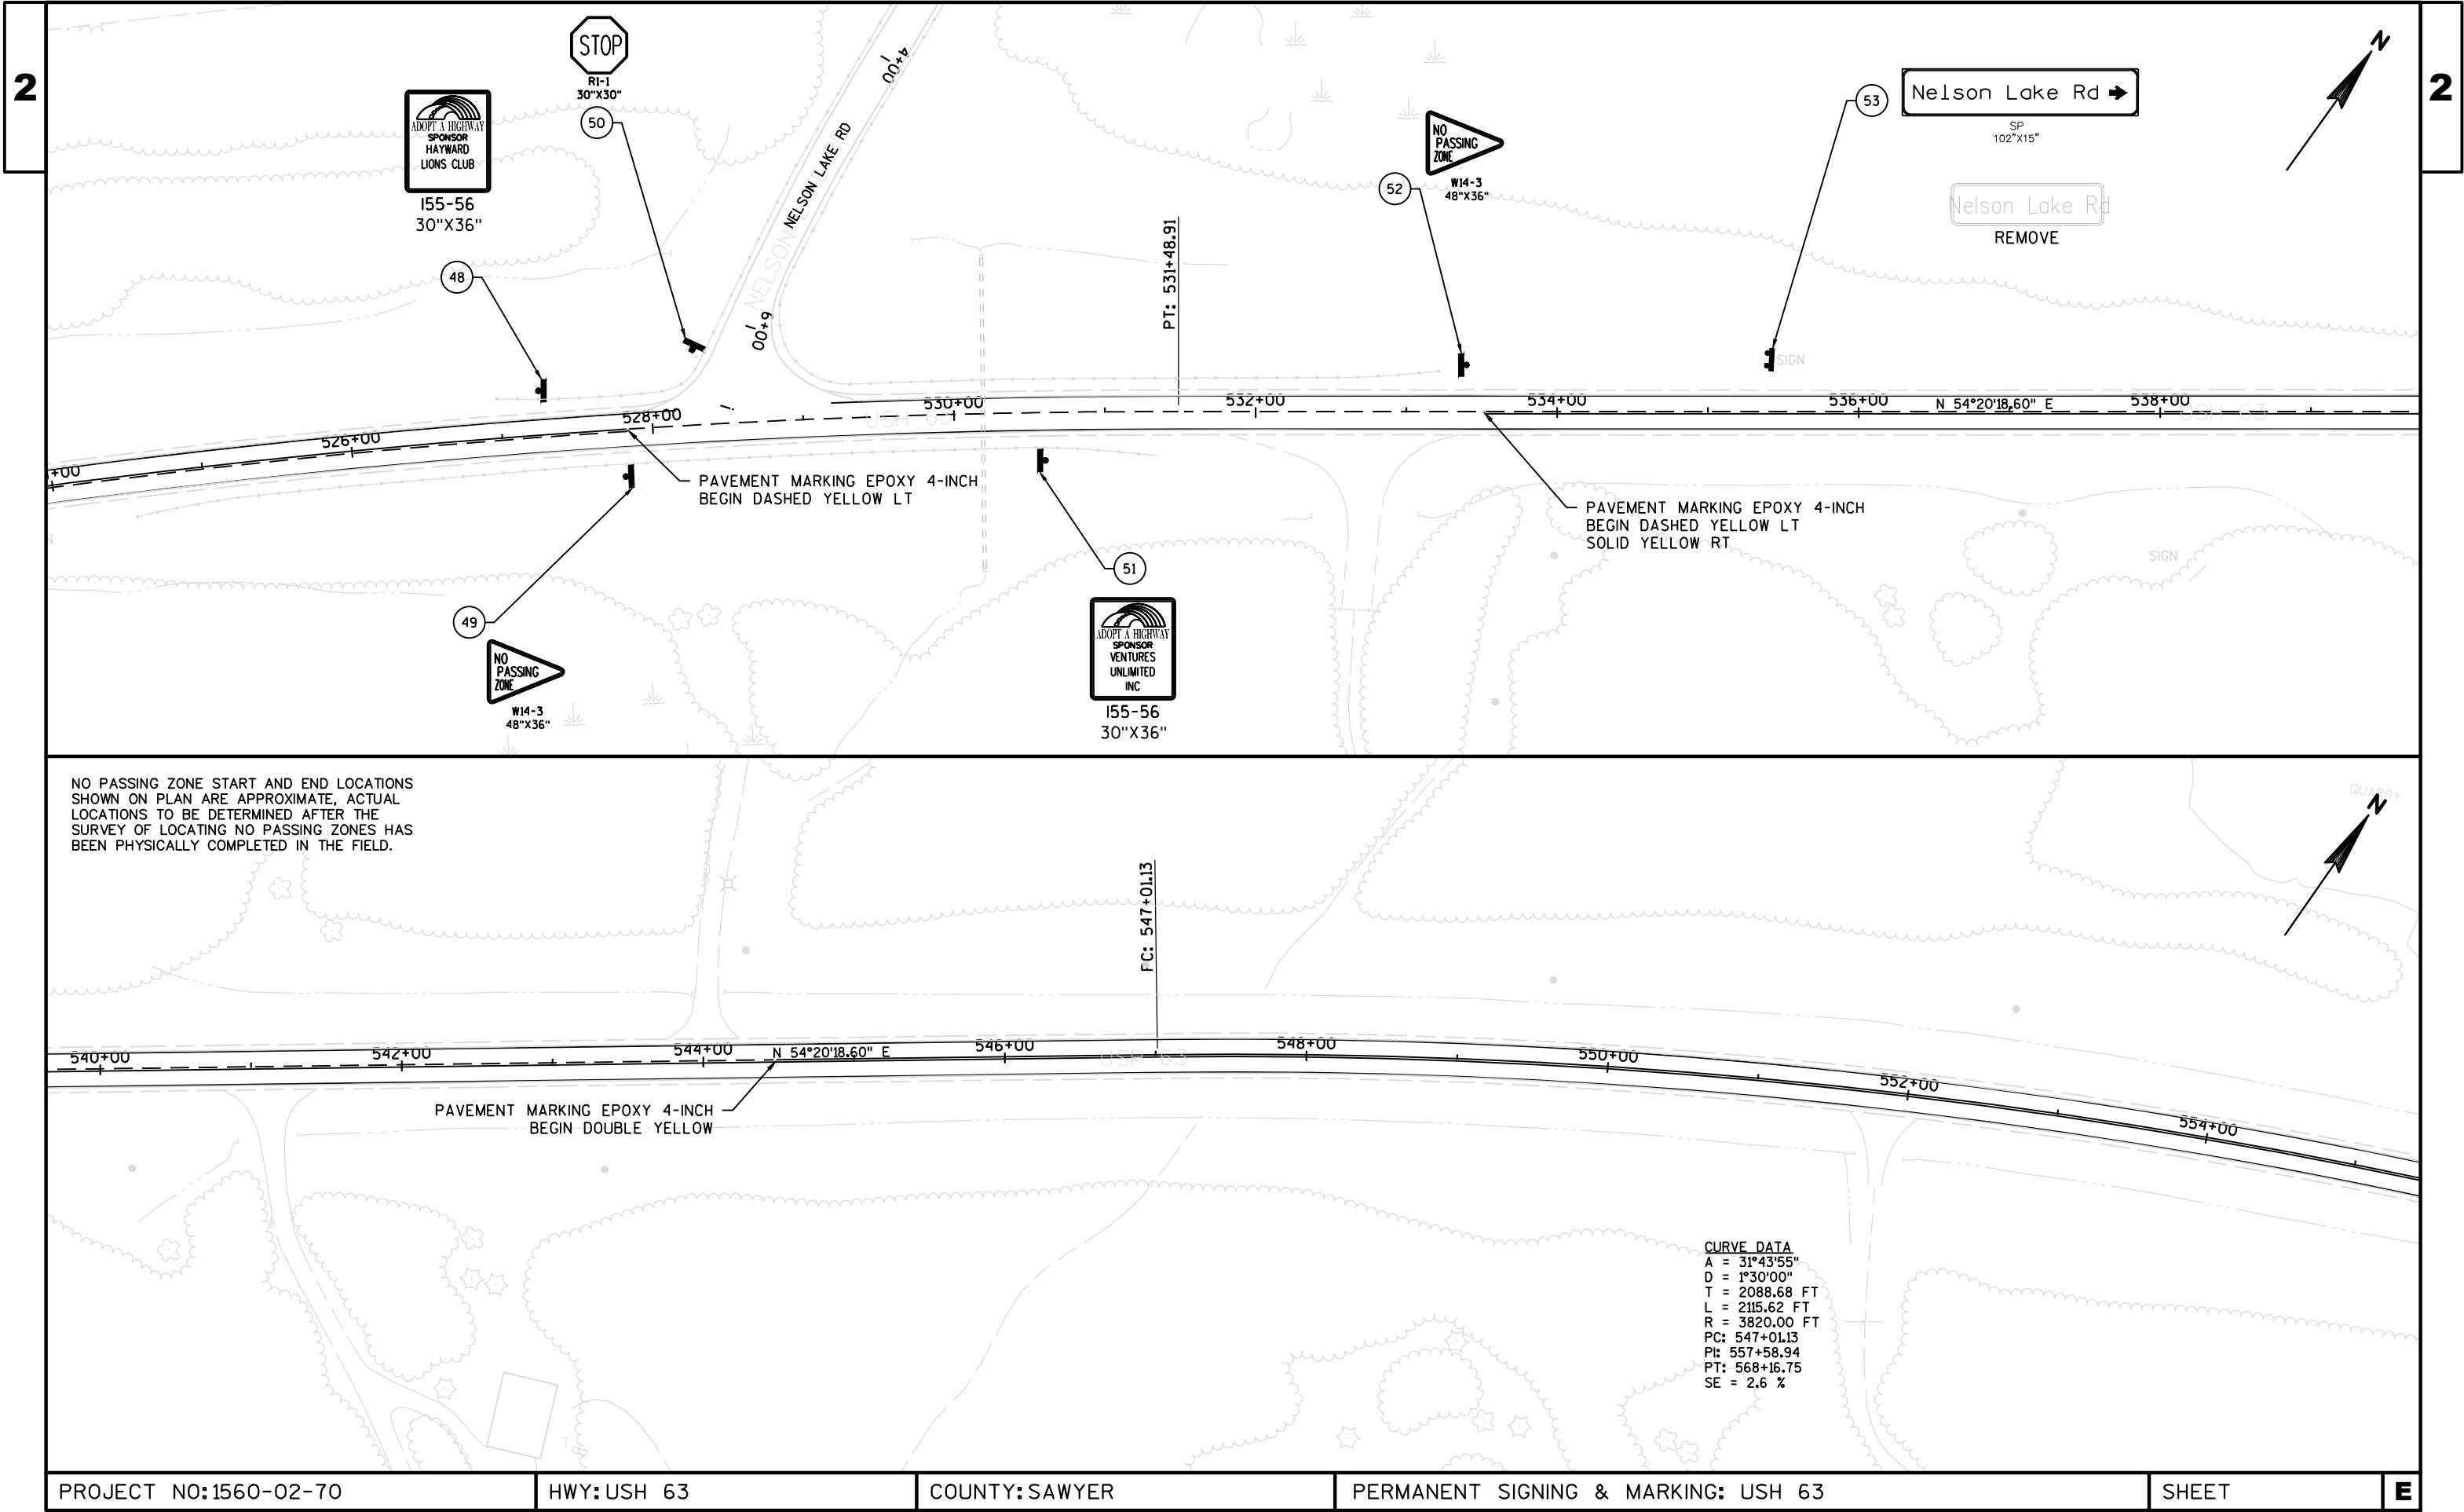 2
2
STOP
R1-1
30"X30"
50
ADOPT A HIGHWAY
SPONSOR
HAYWARD
LIONS CLUB
I55-56
30"X36"
48
4+00
NELSON LAKE RD
NELSON
6+00
PT: 531+48.91
NO
PASSING
ZONE
W14-3
48"X36"
52
53
Nelson Lake Rd
SP
102"X15"
Nelson Lake Rd
REMOVE
N
SIGN
+00
526+00
528+00
530+00
532+00
534+00
536+00
538+00
N 54°20'18.60" E
USH 63
USH 63
PAVEMENT MARKING EPOXY 4-INCH
BEGIN DASHED YELLOW LT
PAVEMENT MARKING EPOXY 4-INCH
BEGIN DASHED YELLOW LT
SOLID YELLOW RT
SIGN
49
NO
PASSING
ZONE
W14-3
48"X36"
51
ADOPT A HIGHWAY
SPONSOR
VENTURES
UNLIMITED
INC
I55-56
30"X36"
NO PASSING ZONE START AND END LOCATIONS
SHOWN ON PLAN ARE APPROXIMATE, ACTUAL
LOCATIONS TO BE DETERMINED AFTER THE
SURVEY OF LOCATING NO PASSING ZONES HAS
BEEN PHYSICALLY COMPLETED IN THE FIELD.
QUARRY
N
PC: 547+01.13
540+00
542+00
544+00
N 54°20'18.60" E
546+00
USH 63
548+00
550+00
552+00
554+00
PAVEMENT MARKING EPOXY 4-INCH
BEGIN DOUBLE YELLOW
CURVE DATA
A = 31°43'55"
D = 1°30'00"
T = 2088.68 FT
L = 2115.62 FT
R = 3820.00 FT
PC: 547+01.13
PI: 557+58.94
PT: 568+16.75
SE = 2.6 %
PROJECT NO:1560-02-70
HWY:USH 63
COUNTY:SAWYER
PERMANENT SIGNING & MARKING: USH 63
SHEET
E